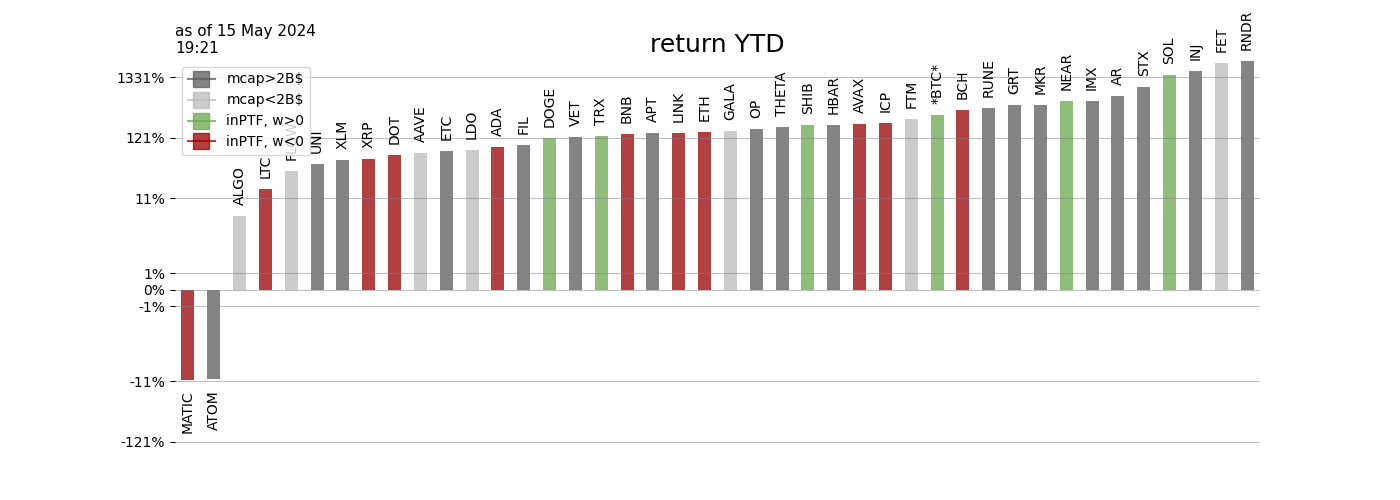 as of 15 May 2024
19:21
return YTD
mcap>2B$
mcap<2B$
inPTF, w>0
inPTF, w<0
1331%
121%
11%
1%
0%
-1%
-11%
-121%
MATIC
ATOM
ALGO
LTC
UNI
XLM
XRP
DOT
AAVE
ETC
LDO
ADA
FIL
DOGE
VET
TRX
BNB
APT
LINK
ETH
GALA
OP
THETA
SHIB
HBAR
AVAX
ICP
FTM
*BTC*
BCH
RUNE
GRT
MKR
NEAR
IMX
AR
STX
SOL
INJ
FET
RNDR